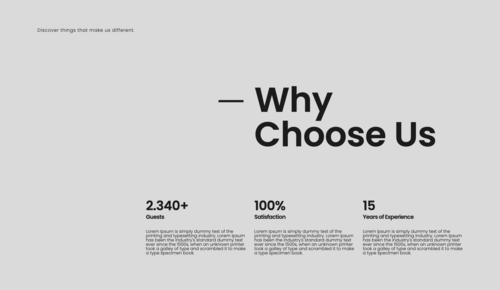 Discover things that make us different.
— Why
Choose Us
2.340+
Guests
Lorem Ipsum is simply dummy text of the
printing and typesetting industry. Lorem Ipsum
has been the industry's standard dummy text
ever since the 1500s, when an unknown printer
took a galley of type and scrambled it to make
a type specimen book.
100%
Satisfaction
Lorem Ipsum is simply dummy text of the
printing and typesetting industry. Lorem Ipsum
has been the industry's standard dummy text
ever since the 1500s, when an unknown printer
took a galley of type and scrambled it to make
a type specimen book.
15
Years of Experience
Lorem Ipsum is simply dummy text of the
printing and typesetting industry. Lorem Ipsum
has been the industry's standard dummy text
ever since the 1500s, when an unknown printer
took a galley of type and scrambled it to make
a type specimen book.